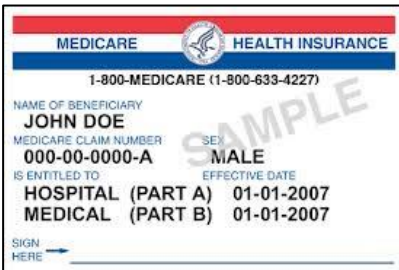 MEDICARE HEALTH INSURANCE
1-800-MEDICARE (1-800-633-4227)
NAME OF BENEFICIARY
JOHN DOE
MEDICARE CLAIM NUMBER SEX
000-00-0000-A MALE
IS ENTITLED TO EFFECTIVE DATE
HOSPITAL (PART A) 01-01-2007
MEDICAL (PART B) 01-01-2007
SIGN
HERE
SAMPLE